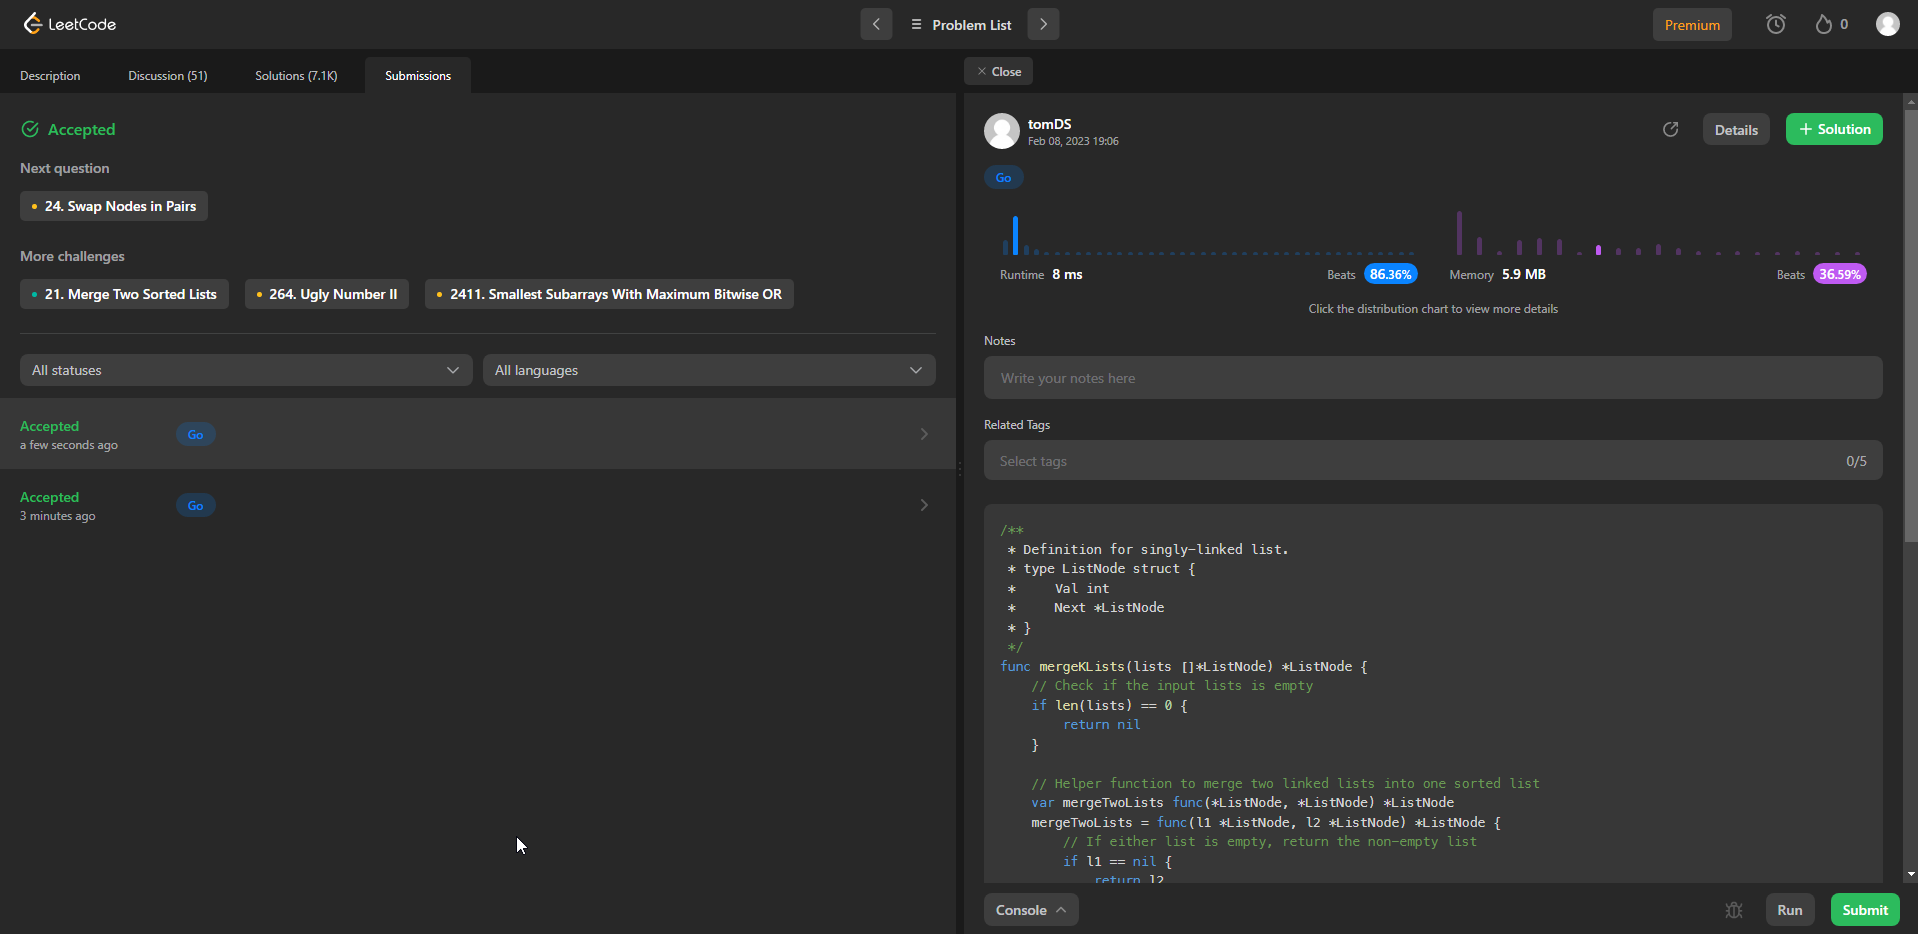 LeetCode
Problem List
Premium
0
Description
Discussion (51)
Solutions (7.1K)
Submissions
Close
Accepted
Next question
24. Swap Nodes in Pairs
More challenges
21. Merge Two Sorted Lists
264. Ugly Number II
2411. Smallest Subarrays With Maximum Bitwise OR
All statuses
All languages
Accepted
a few seconds ago
Go
Accepted
3 minutes ago
Go
tomDS
Feb 08, 2023 19:06
Details
+ Solution
Go
Runtime 8 ms
Beats 86.36%
Memory 5.9 MB
Beats 36.59%
Click the distribution chart to view more details
Notes
Write your notes here
Related Tags
Select tags
0/5
/**
 * Definition for singly-linked list.
 * type ListNode struct {
 *     Val int
 *     Next *ListNode
 * }
 */
func mergeKLists(lists []*ListNode) *ListNode {
    // Check if the input lists is empty
    if len(lists) == 0 {
        return nil
    }
    // Helper function to merge two linked lists into one sorted list
    var mergeTwoLists func(*ListNode, *ListNode) *ListNode
    mergeTwoLists = func(l1 *ListNode, l2 *ListNode) *ListNode {
        // If either list is empty, return the non-empty list
        if l1 == nil {
            return l2
Console
Run
Submit